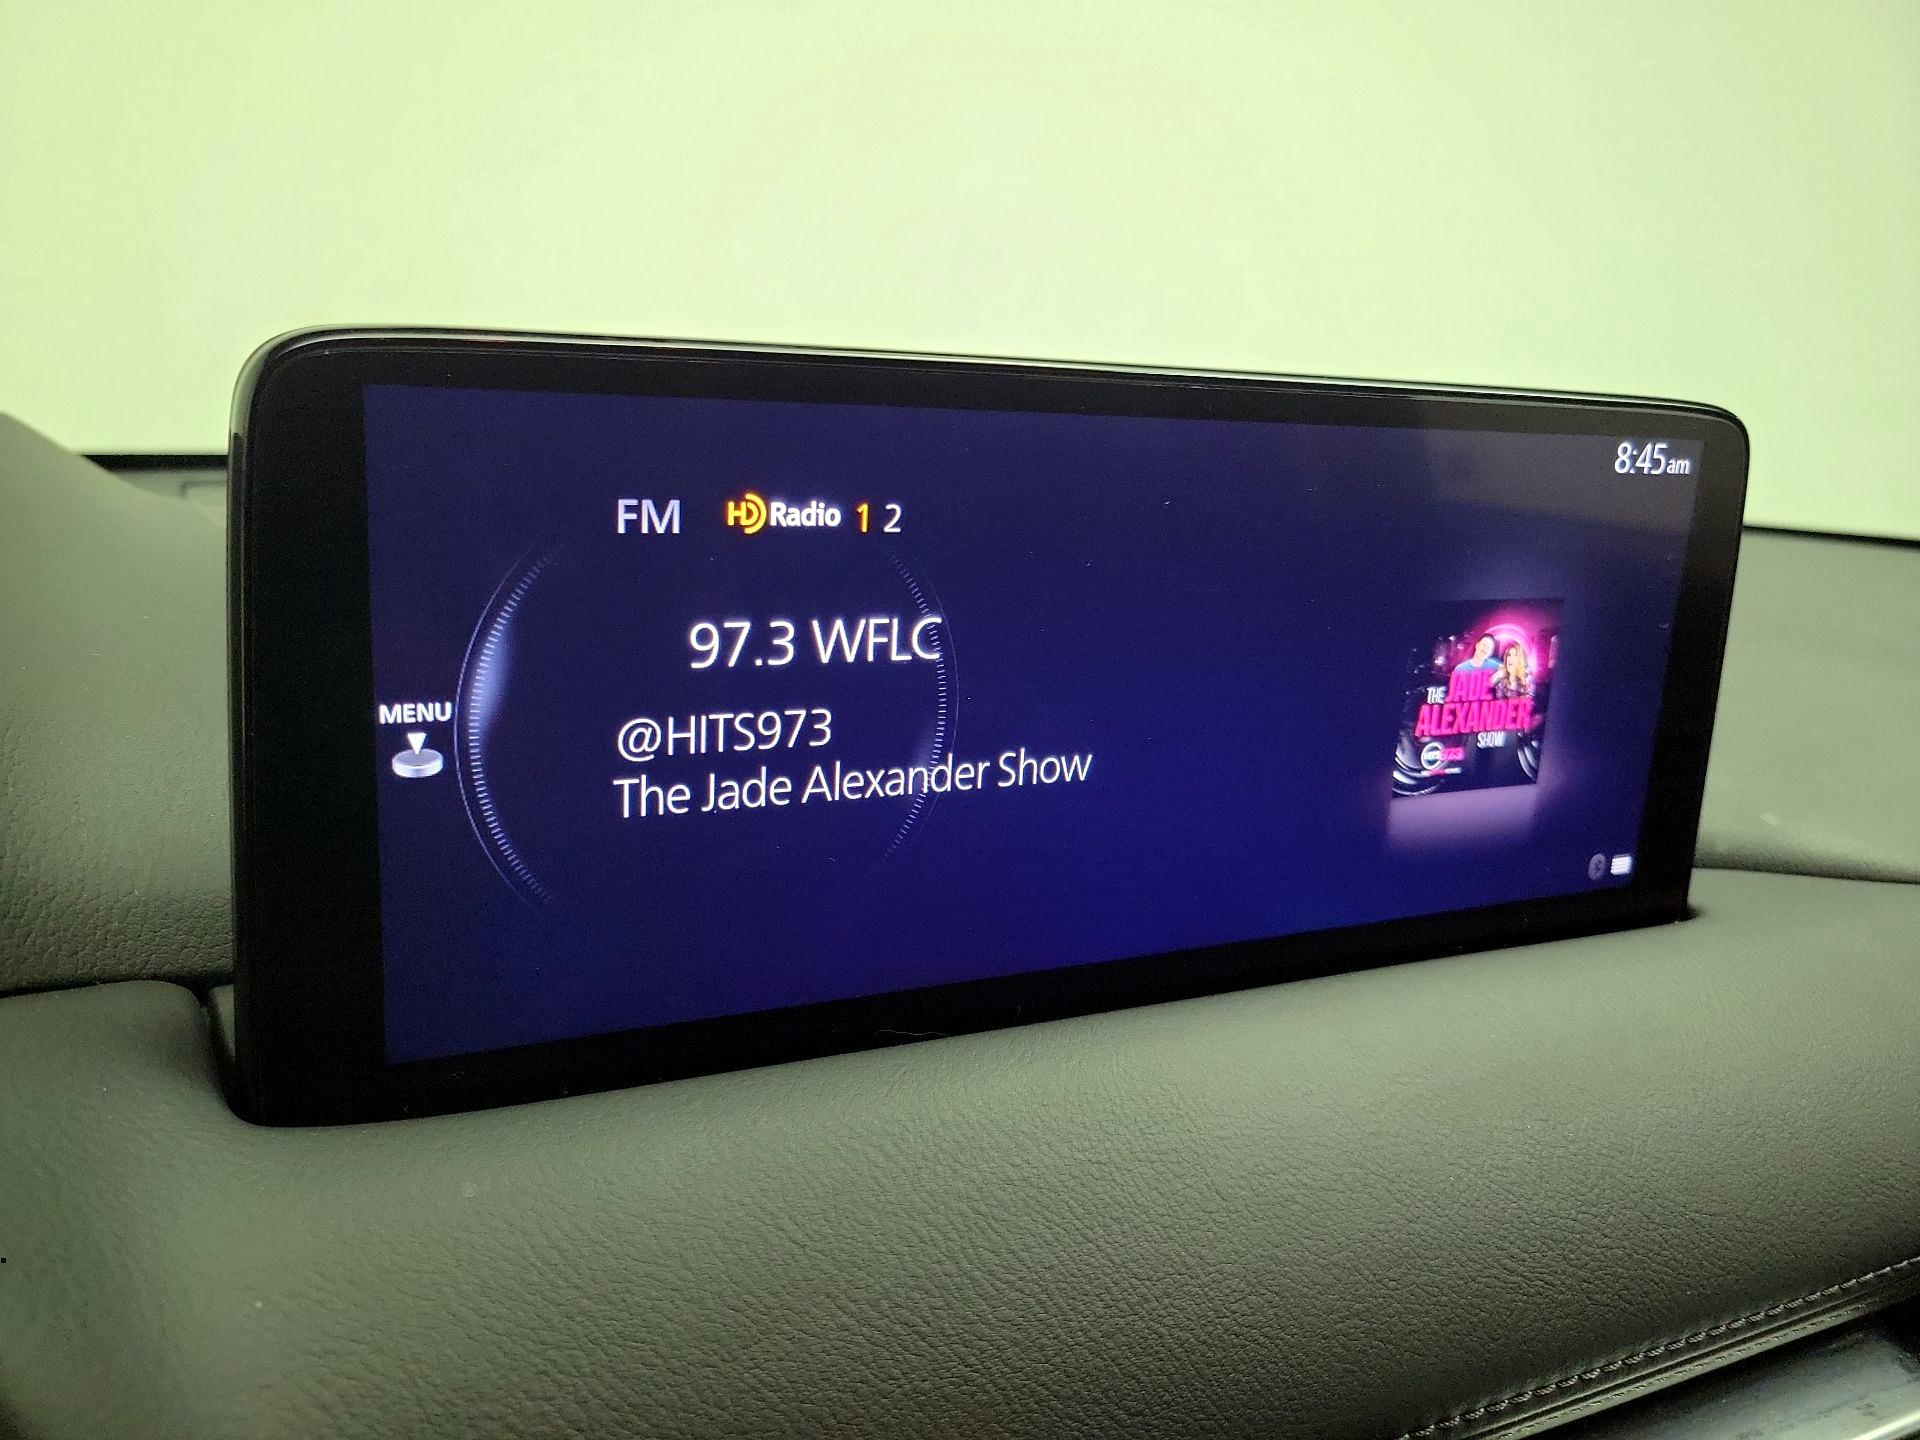 8:45am
FM HD Radio 1 2
97.3 WFLC
MENU
@HITS973
The Jade Alexander Show
THE JADE
ALEXANDER
SHOW